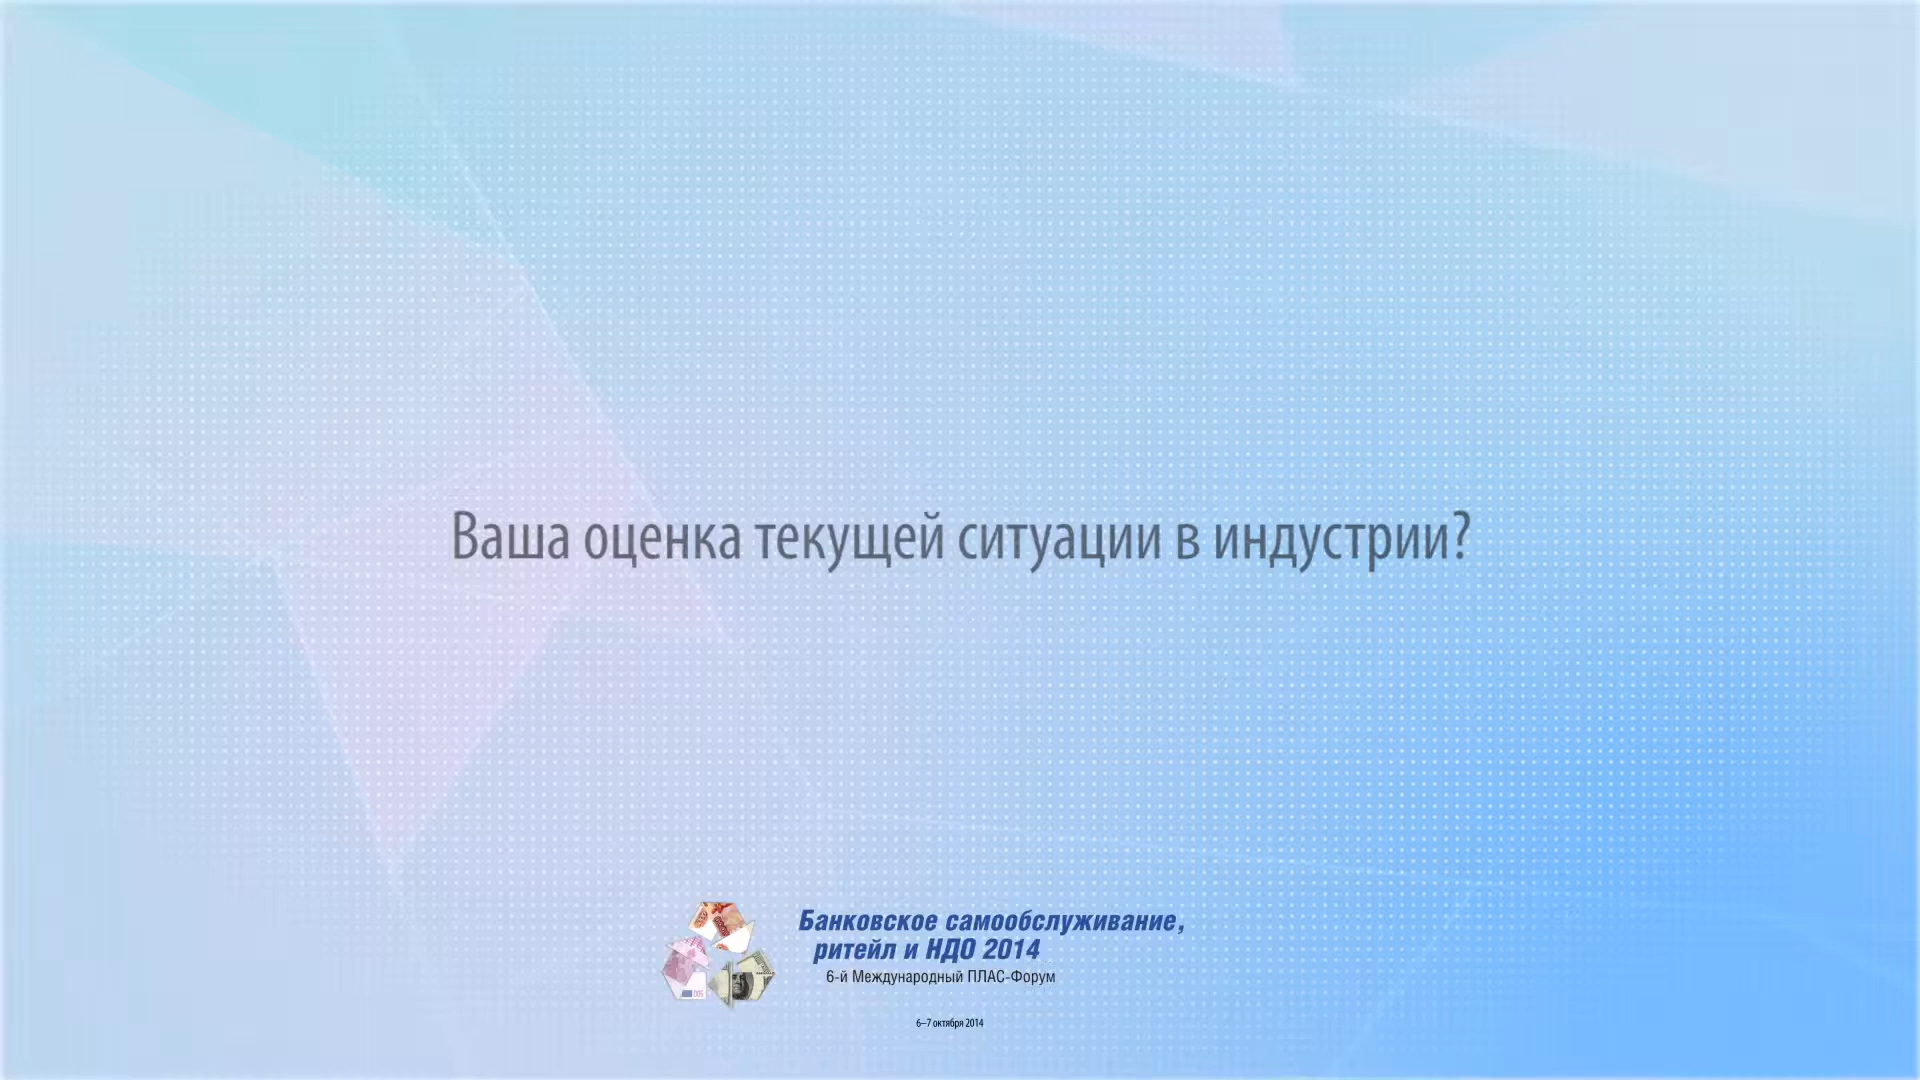 Ваша оценка текущей ситуации в индустрии?
Банковское самообслуживание,
ритейл и НДО 2014
6-й Международный ПЛАС-Форум
6–7 октября 2014